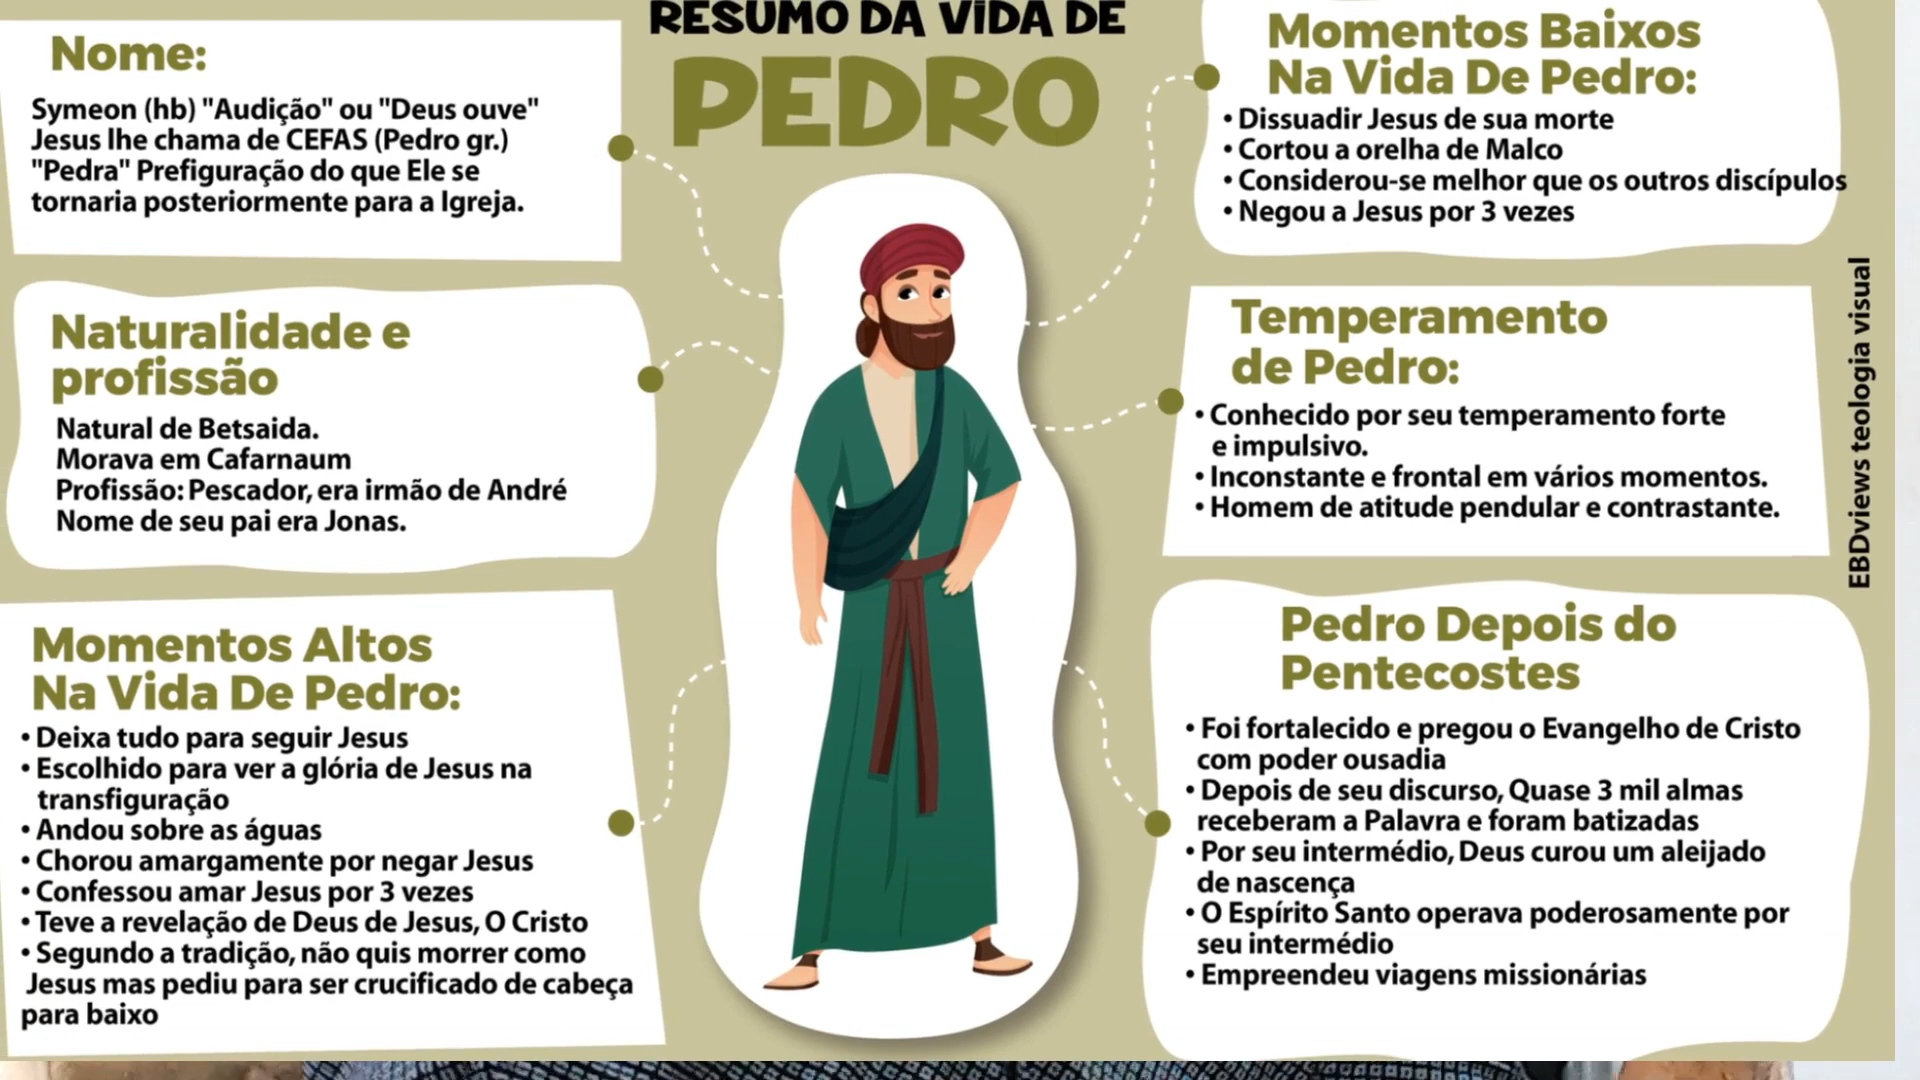 RESUMO DA VIDA DE
PEDRO
Nome:
Symeon (hb) "Audição" ou "Deus ouve"
Jesus lhe chama de CEFAS (Pedro gr.)
"Pedra" Prefiguração do que Ele se
tornaria posteriormente para a Igreja.
Naturalidade e
profissão
Natural de Betsaida.
Morava em Cafarnaum
Profissão: Pescador, era irmão de André
Nome de seu pai era Jonas.
Momentos Altos
Na Vida De Pedro:
• Deixa tudo para seguir Jesus
• Escolhido para ver a glória de Jesus na
transfiguração
• Andou sobre as águas
• Chorou amargamente por negar Jesus
• Confessou amar Jesus por 3 vezes
• Teve a revelação de Deus de Jesus, O Cristo
• Segundo a tradição, não quis morrer como
Jesus mas pediu para ser crucificado de cabeça
para baixo
Momentos Baixos
Na Vida De Pedro:
• Dissuadir Jesus de sua morte
• Cortou a orelha de Malco
• Considerou-se melhor que os outros discípulos
• Negou a Jesus por 3 vezes
Temperamento
de Pedro:
• Conhecido por seu temperamento forte
e impulsivo.
• Inconstante e frontal em vários momentos.
• Homem de atitude pendular e contrastante.
Pedro Depois do
Pentecostes
• Foi fortalecido e pregou o Evangelho de Cristo
com poder ousadia
• Depois de seu discurso, Quase 3 mil almas
receberam a Palavra e foram batizadas
• Por seu intermédio, Deus curou um aleijado
de nascença
• O Espírito Santo operava poderosamente por
seu intermédio
• Empreendeu viagens missionárias
EBDviews teologia visual